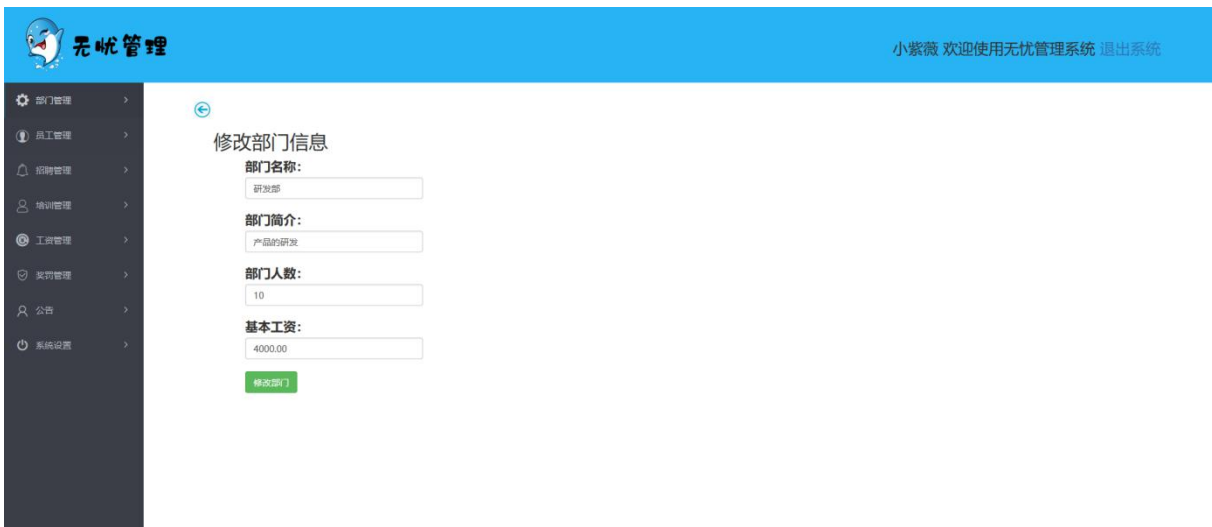 无忧管理
小紫薇 欢迎使用无忧管理系统 退出系统
部门管理
员工管理
招聘管理
培训管理
工资管理
奖罚管理
公告
系统设置
修改部门信息
部门名称：
研发部
部门简介：
产品的研发
部门人数：
10
基本工资：
4000.00
修改部门